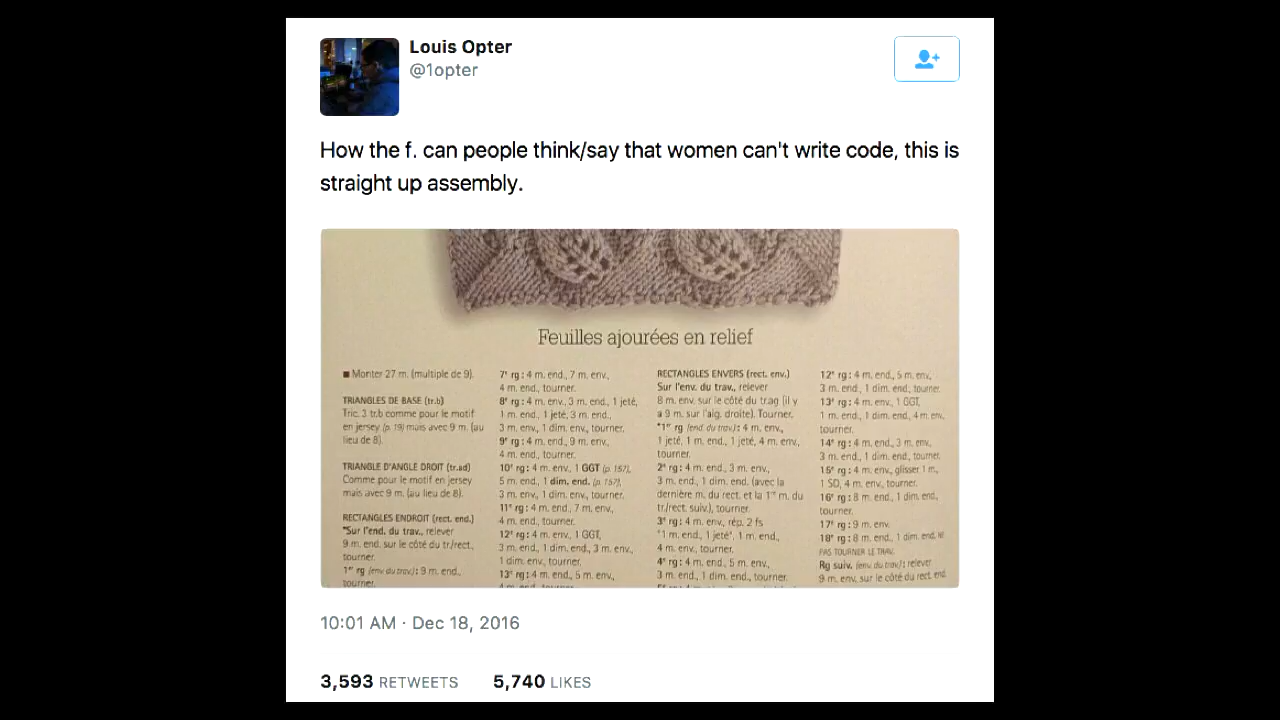 Louis Opter
@1opter
How the f. can people think/say that women can't write code, this is
straight up assembly.
Feuilles ajourées en relief
■ Monter 27 m. (multiple de 9).
TRIANGLES DE BASE (tr.b)
Tric. 3 tr.b comme pour le motif
en jersey (p. 19) mais avec 9 m. (au
lieu de 8).
TRIANGLE D'ANGLE DROIT (tr.ad)
Comme pour le motif en jersey
mais avec 9 m. (au lieu de 8).
RECTANGLES ENDROIT (rect. end.)
*Sur l'end. du trav., relever
9 m. end. sur le côté du tr/rect.,
tourner.
1er rg (env. du trav.): 9 m. end.,
tourner.
7e rg : 4 m. end., 7 m. env.,
4 m. end., tourner.
8e rg : 4 m. env., 3 m. end., 1 jeté,
1 m. end., 1 jeté, 3 m. end.,
3 m. env., 1 dim. env., tourner.
9e rg : 4 m. end., 9 m. env.,
4 m. end., tourner.
10e rg : 4 m. env., 1 GGT (p. 157),
5 m. end., 1 dim. end. (p. 157),
3 m. env., 1 dim. env., tourner.
11e rg : 4 m. end., 7 m. env.,
4 m. end., tourner.
12e rg : 4 m. env., 1 GGT,
3 m. end., 1 dim. end., 3 m. env.,
1 dim. env., tourner.
13e rg : 4 m. end., 5 m. env.,
4 m. end., tourner.
RECTANGLES ENVERS (rect. env.)
Sur l'env. du trav., relever
8 m. env. sur le côté du tr.ag (il y
a 9 m. sur l'aig. droite). Tourner.
*1er rg (end. du trav.): 4 m. env.,
1 jeté, 1 m. end., 1 jeté, 4 m. env.,
tourner.
2e rg : 4 m. end., 3 m. env.,
3 m. end., 1 dim. end. (avec la
dernière m. du rect. et la 1re m. du
tr./rect. suiv.), tourner.
3e rg : 4 m. env., rép. 2 fs
*1 m. end., 1 jeté*, 1 m. end.,
4 m. env., tourner.
4e rg : 4 m. end., 5 m. env.,
3 m. end., 1 dim. end., tourner.
12e rg : 4 m. end., 5 m. env.,
3 m. end., 1 dim. end., tourner.
13e rg : 4 m. env., 1 GGT,
1 m. end., 1 dim. end., 4 m. env.,
tourner.
14e rg : 4 m. end., 3 m. env.,
3 m. end., 1 dim. end., tourner.
15e rg : 4 m. env., glisser 1 m.,
1 SD, 4 m. env., tourner.
16e rg : 8 m. end., 1 dim. end.,
tourner.
17e rg : 9 m. env.
18e rg : 8 m. end., 1 dim. end. NE
PAS TOURNER LE TRAV.
Rg suiv. (env. du trav.): relever
9 m. env. sur le côté du rect. end.
10:01 AM · Dec 18, 2016
3,593 RETWEETS 5,740 LIKES